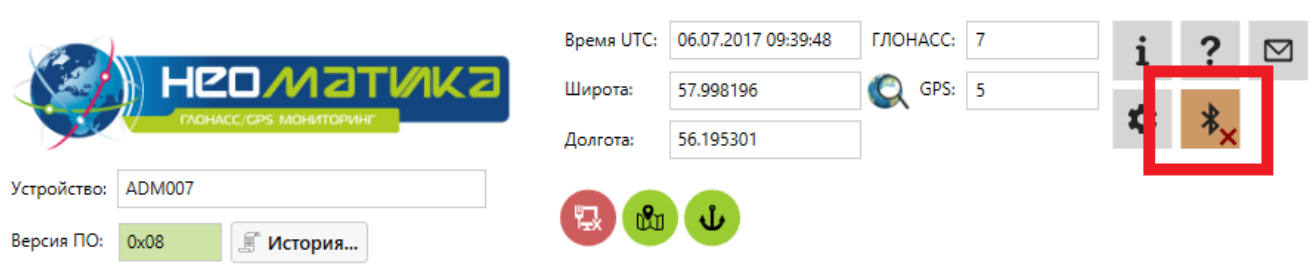 НЕОМАТИКА
ГЛОНАСС/GPS МОНИТОРИНГ
Устройство: ADM007
Версия ПО: 0x08 История...
Время UTC: 06.07.2017 09:39:48 ГЛОНАСС: 7
Широта: 57.998196 GPS: 5
Долгота: 56.195301
i ?